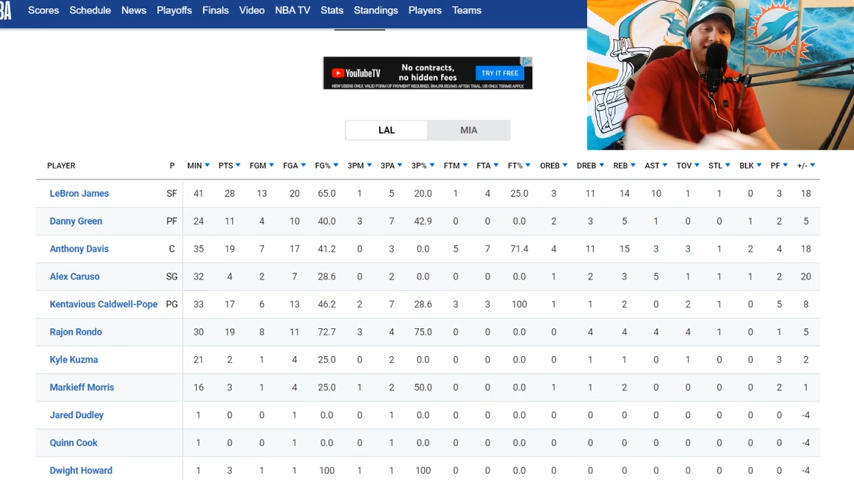 BA Scores Schedule News Playoffs Finals Video NBA TV Stats Standings Players Teams
YouTubeTV No contracts, no hidden fees TRY IT FREE
LAL MIA
PLAYER P MIN PTS FGM FGA FG% 3PM 3PA 3P% FTM FTA FT% OREB DREB REB AST TOV STL BLK PF +/-
LeBron James SF 41 28 13 20 65.0 1 5 20.0 1 4 25.0 3 11 14 10 1 1 0 3 18
Danny Green PF 24 11 4 10 40.0 3 7 42.9 0 0 0.0 2 3 5 1 0 0 1 2 5
Anthony Davis C 35 19 7 17 41.2 0 3 0.0 5 7 71.4 4 11 15 3 3 1 2 4 18
Alex Caruso SG 32 4 2 7 28.6 0 2 0.0 0 0 0.0 1 2 3 5 1 1 1 2 20
Kentavious Caldwell-Pope PG 33 17 6 13 46.2 2 7 28.6 3 3 100 1 1 2 0 2 1 0 5 8
Rajon Rondo 30 19 8 11 72.7 3 4 75.0 0 0 0.0 0 4 4 4 4 1 0 1 5
Kyle Kuzma 21 2 1 4 25.0 0 2 0.0 0 0 0.0 0 1 1 0 1 0 0 3 2
Markieff Morris 16 3 1 4 25.0 1 2 50.0 0 0 0.0 1 1 2 0 0 0 0 2 1
Jared Dudley 1 0 0 1 0.0 0 1 0.0 0 0 0.0 0 0 0 0 0 0 0 0 -4
Quinn Cook 1 0 0 1 0.0 0 1 0.0 0 0 0.0 0 0 0 0 0 0 0 0 -4
Dwight Howard 1 3 1 1 100 1 1 100 0 0 0.0 0 0 0 0 0 0 0 0 -4